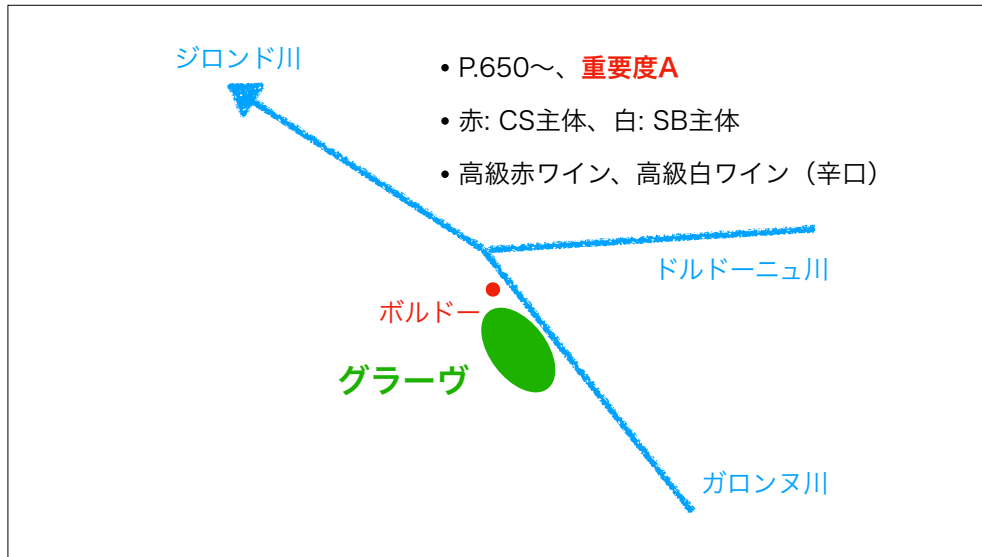 ジロンド川
• P.650〜、重要度A
• 赤: CS主体、白: SB主体
• 高級赤ワイン、高級白ワイン（辛口）
ドルドーニュ川
ボルドー
グラーヴ
ガロンヌ川